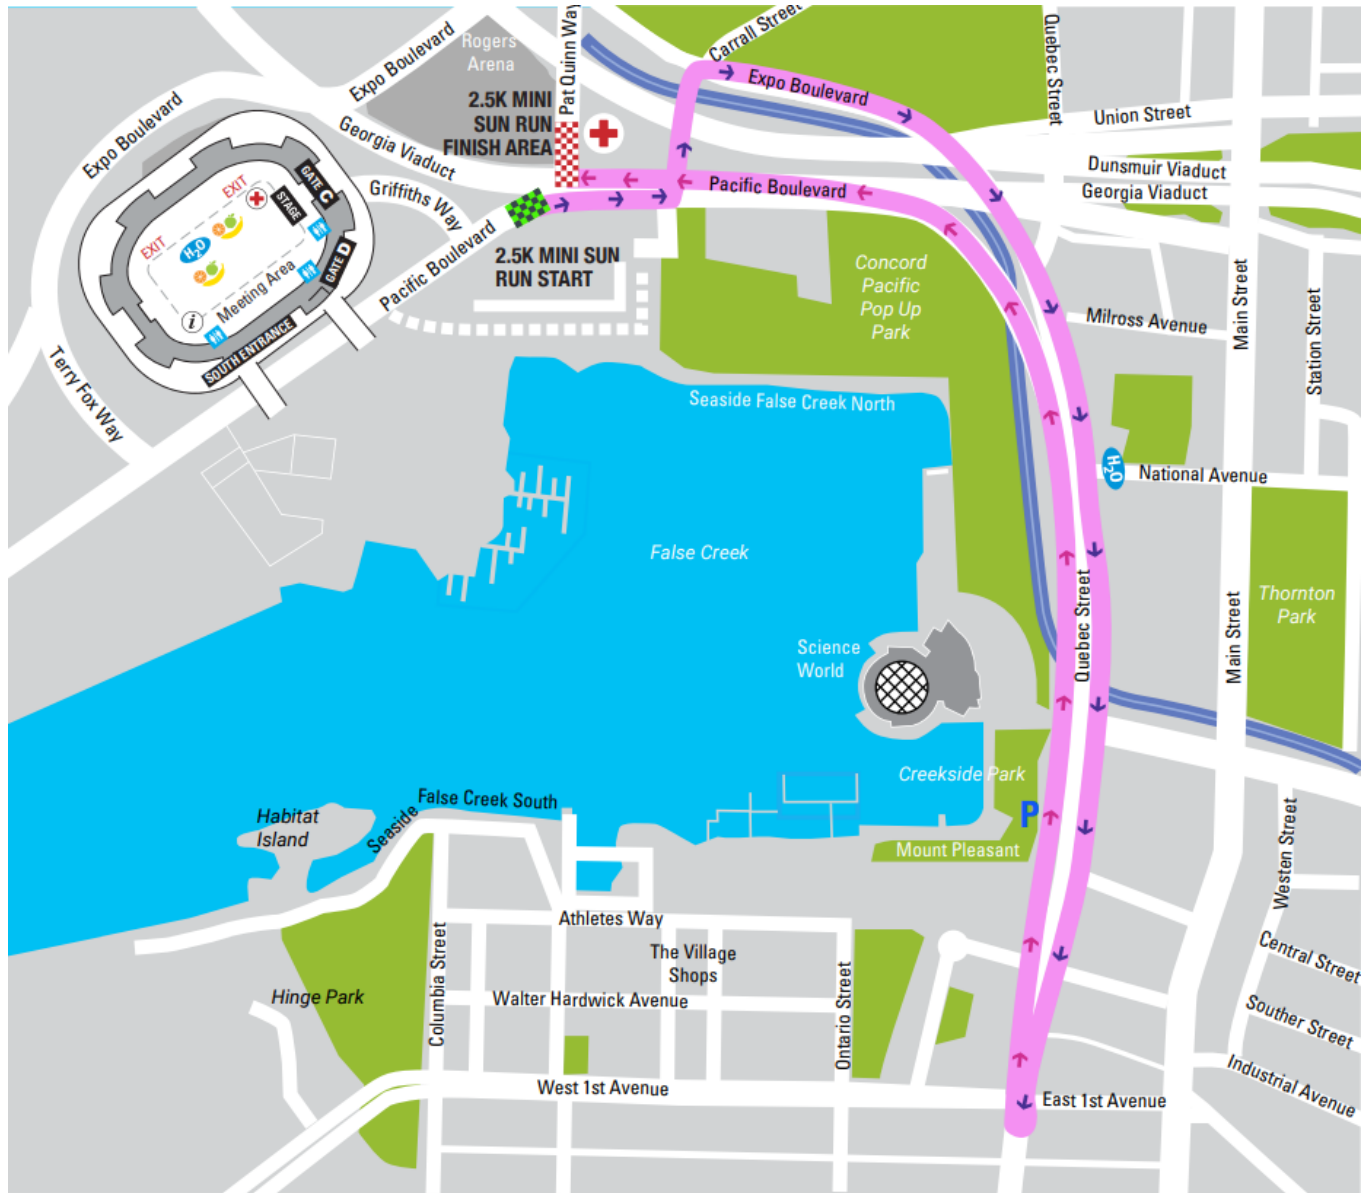 Rogers
Arena
Expo Boulevard
Pat Quinn Way
Carrall Street
Quebec Street
2.5K MINI
SUN RUN
FINISH AREA
Expo Boulevard
Union Street
Expo Boulevard
Georgia Viaduct
Dunsmuir Viaduct
Georgia Viaduct
Griffiths Way
Pacific Boulevard
Pacific Boulevard
2.5K MINI SUN
RUN START
EXIT
EXIT
STAGE
GATE C
GATE D
H2O
Meeting Area
i
SOUTH ENTRANCE
Terry Fox Way
Concord
Pacific
Pop Up
Park
Milross Avenue
Main Street
Station Street
Seaside False Creek North
H2O
National Avenue
False Creek
Quebec Street
Main Street
Thornton
Park
Science
World
Creekside Park
P
Mount Pleasant
Habitat
Island
Seaside
False Creek South
Westen Street
Athletes Way
The Village
Shops
Columbia Street
Hinge Park
Walter Hardwick Avenue
Ontario Street
Central Street
Souther Street
Industrial Avenue
West 1st Avenue
East 1st Avenue